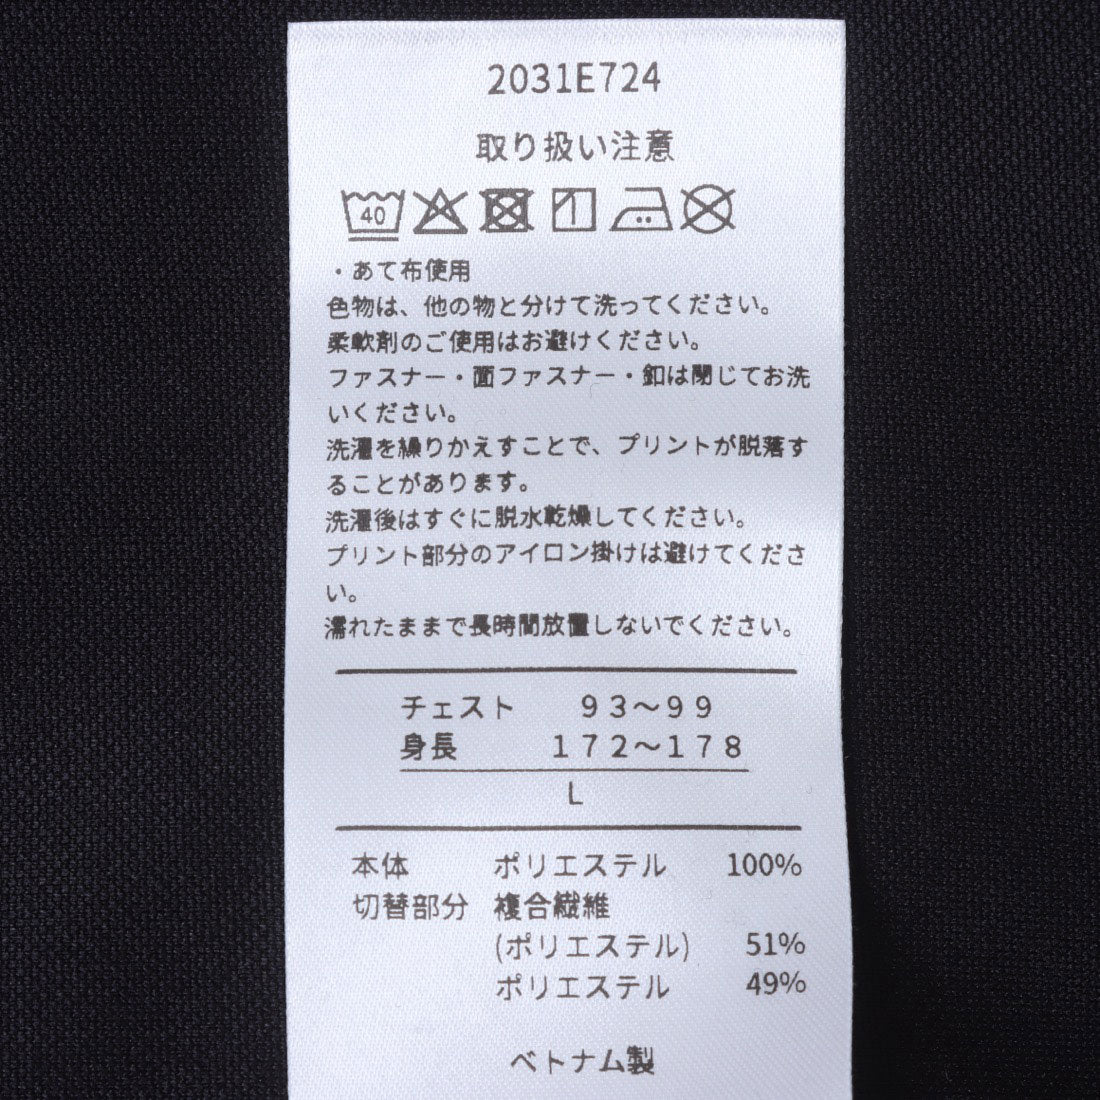 2031E724
取り扱い注意
40
・あて布使用
色物は、他の物と分けて洗ってください。
柔軟剤のご使用はお避けください。
ファスナー・面ファスナー・釦は閉じてお洗
いください。
洗濯を繰りかえすことで、プリントが脱落す
ることがあります。
洗濯後はすぐに脱水乾燥してください。
プリント部分のアイロン掛けは避けてくださ
い。
濡れたままで長時間放置しないでください。
チェスト 93～99
身長 172～178
L
本体 ポリエステル 100%
切替部分 複合繊維
(ポリエステル) 51%
ポリエステル 49%
ベトナム製